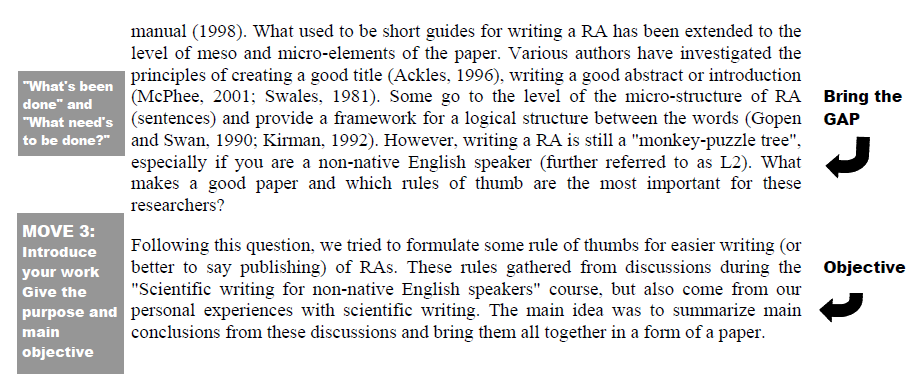 manual (1998). What used to be short guides for writing a RA has been extended to the
level of meso and micro-elements of the paper. Various authors have investigated the
principles of creating a good title (Ackles, 1996), writing a good abstract or introduction
(McPhee, 2001; Swales, 1981). Some go to the level of the micro-structure of RA
(sentences) and provide a framework for a logical structure between the words (Gopen
and Swan, 1990; Kirman, 1992). However, writing a RA is still a "monkey-puzzle tree",
especially if you are a non-native English speaker (further referred to as L2). What
makes a good paper and which rules of thumb are the most important for these
researchers?
"What's been
done" and
"What need's
to be done?"
Bring the
GAP
MOVE 3:
Introduce
your work
Give the
purpose and
main
objective
Following this question, we tried to formulate some rule of thumbs for easier writing (or
better to say publishing) of RAs. These rules gathered from discussions during the
"Scientific writing for non-native English speakers" course, but also come from our
personal experiences with scientific writing. The main idea was to summarize main
conclusions from these discussions and bring them all together in a form of a paper.
Objective